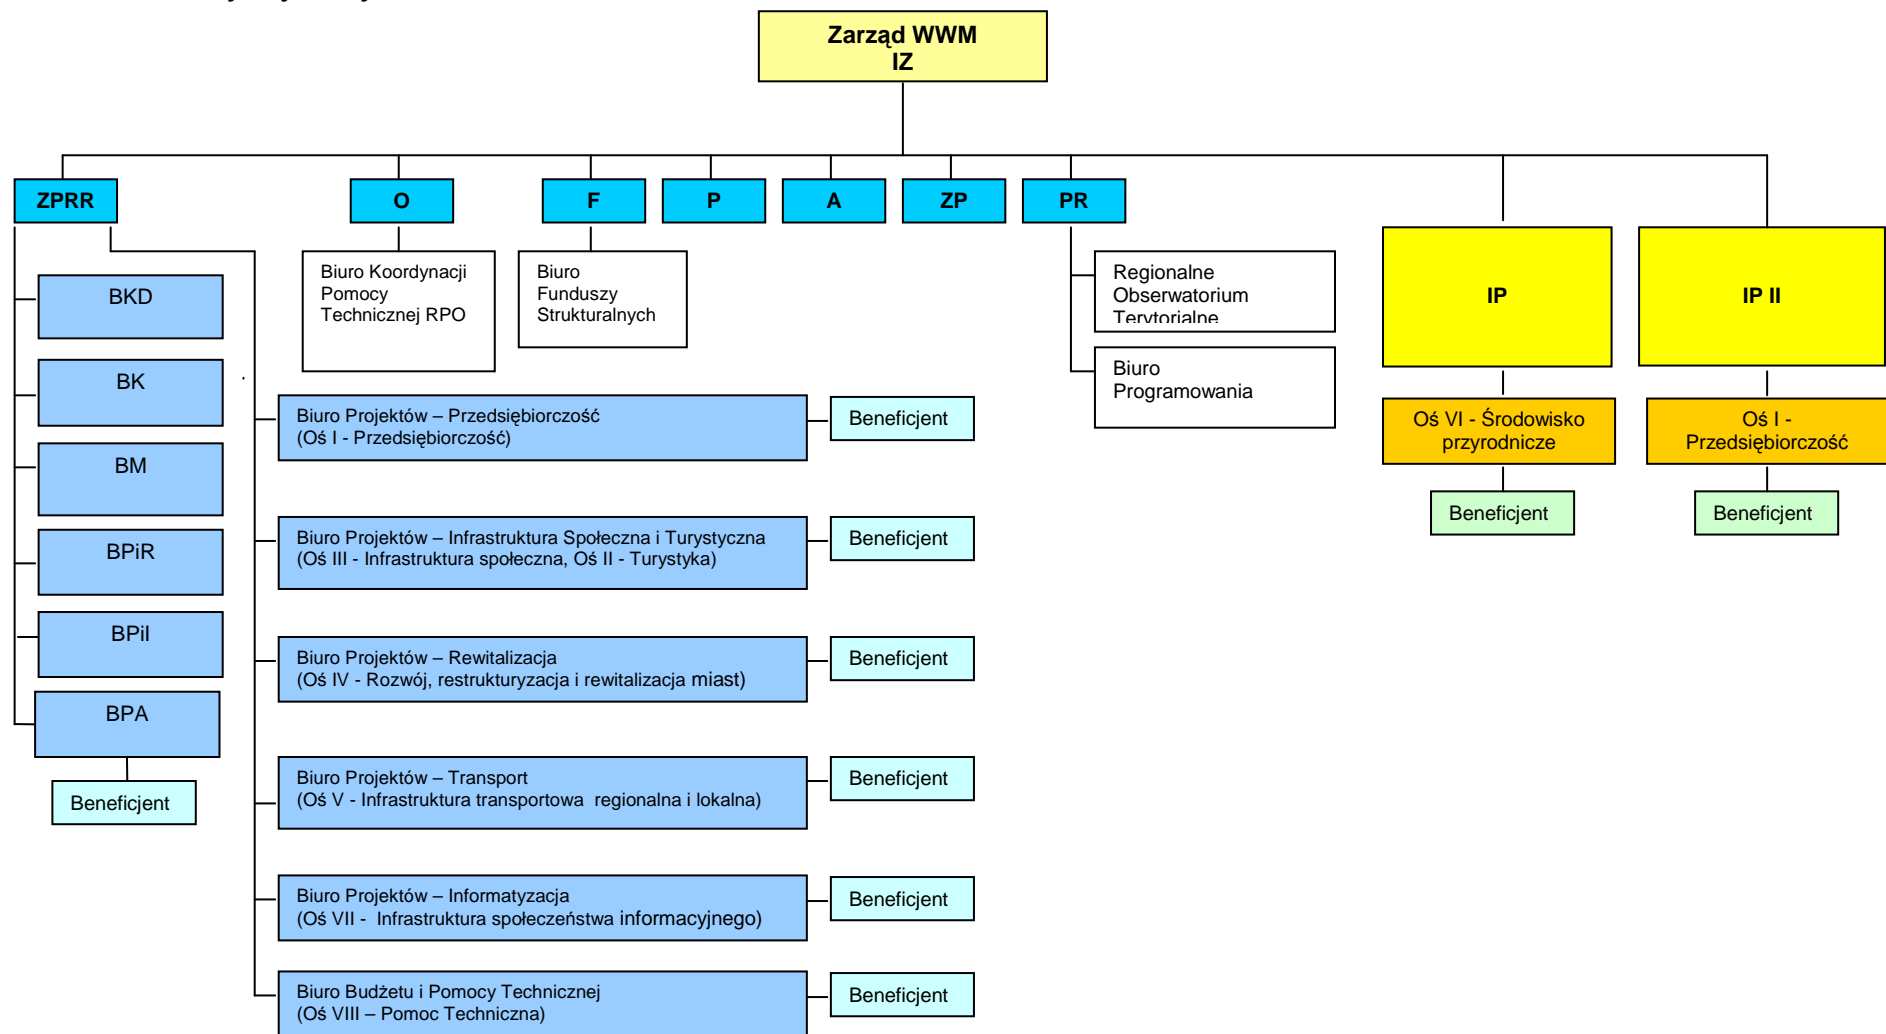 Zarząd WWM
IZ
ZPRR
O
F
P
A
ZP
PR
Biuro Koordynacji
Pomocy
Technicznej RPO
Biuro
Funduszy
Strukturalnych
Regionalne
Obserwatorium
Terytorialne
Biuro
Programowania
IP
IP II
Oś VI - Środowisko
przyrodnicze
Oś I -
Przedsiębiorczość
Beneficjent
Beneficjent
BKD
BK
BM
BPiR
BPiI
BPA
Beneficjent
Biuro Projektów – Przedsiębiorczość
(Oś I - Przedsiębiorczość)
Beneficjent
Biuro Projektów – Infrastruktura Społeczna i Turystyczna
(Oś III - Infrastruktura społeczna, Oś II - Turystyka)
Beneficjent
Biuro Projektów – Rewitalizacja
(Oś IV - Rozwój, restrukturyzacja i rewitalizacja miast)
Beneficjent
Biuro Projektów – Transport
(Oś V - Infrastruktura transportowa  regionalna i lokalna)
Beneficjent
Biuro Projektów – Informatyzacja
(Oś VII -  Infrastruktura społeczeństwa informacyjnego)
Beneficjent
Biuro Budżetu i Pomocy Technicznej
(Oś VIII – Pomoc Techniczna)
Beneficjent